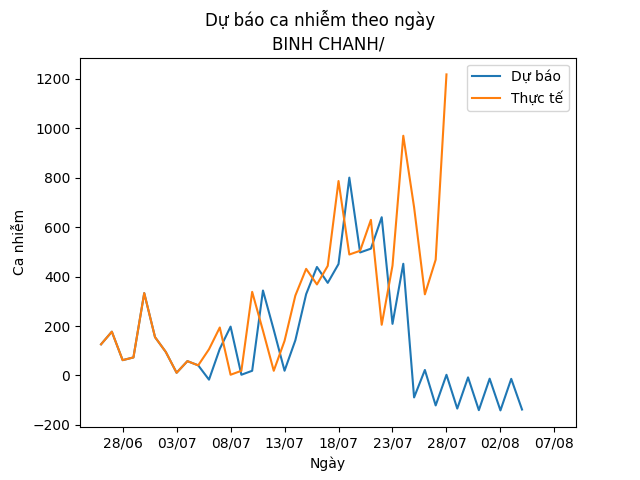 Dự báo ca nhiễm theo ngày
BINH CHANH/
Dự báo
Thực tế
Ca nhiễm
1200
1000
800
600
400
200
0
−200
28/06 03/07 08/07 13/07 18/07 23/07 28/07 02/08 07/08
Ngày